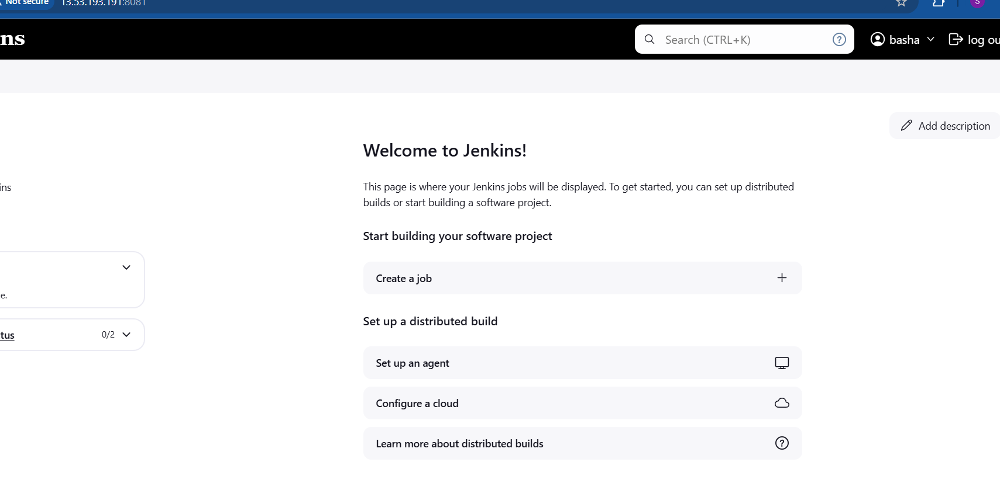 Not secure 13.53.193.191:8081
S
ns
Search (CTRL+K)
?
basha
log ou
Add description
Welcome to Jenkins!
ins
This page is where your Jenkins jobs will be displayed. To get started, you can set up distributed
builds or start building a software project.
Start building your software project
Create a job
e.
Set up a distributed build
tus 0/2
Set up an agent
Configure a cloud
Learn more about distributed builds
?